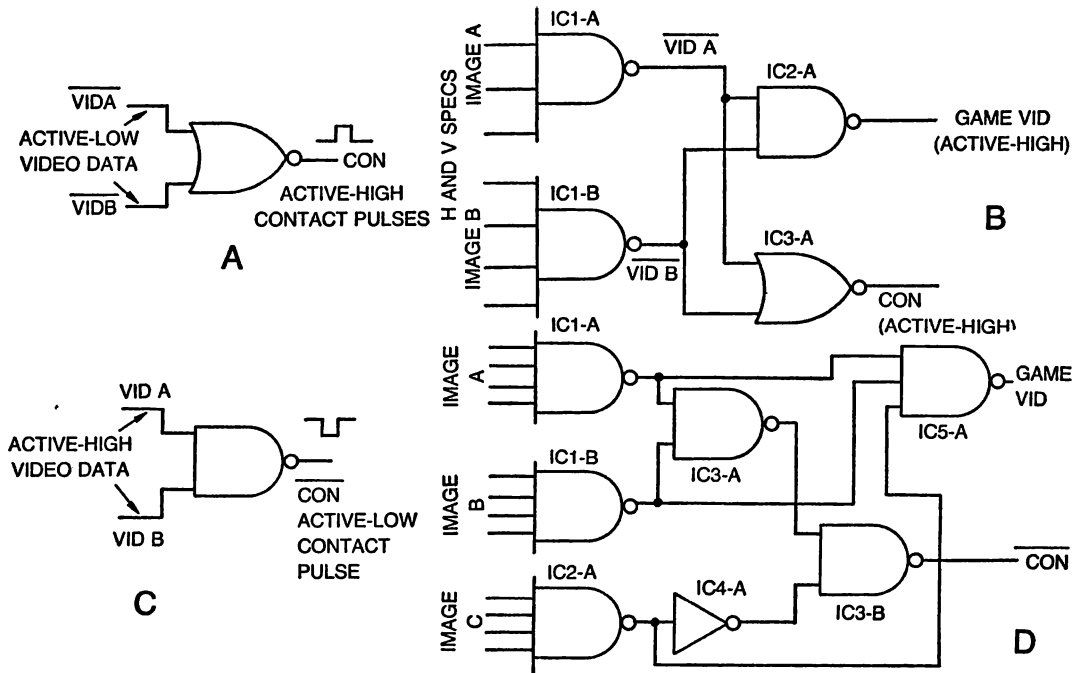 VIDA
ACTIVE-LOW
VIDEO DATA
VIDB
CON
ACTIVE-HIGH
CONTACT PULSES
A
H AND V SPECS
IMAGE A
IMAGE B
IC1-A
VID A
IC2-A
GAME VID
(ACTIVE-HIGH)
IC1-B
VID B
IC3-A
CON
(ACTIVE-HIGH)
B
VID A
ACTIVE-HIGH
VIDEO DATA
VID B
CON
ACTIVE-LOW
CONTACT
PULSE
C
IMAGE
A
IC1-A
IMAGE
B
IC1-B
IMAGE
C
IC2-A
IC3-A
IC4-A
IC3-B
IC5-A
GAME
VID
CON
D